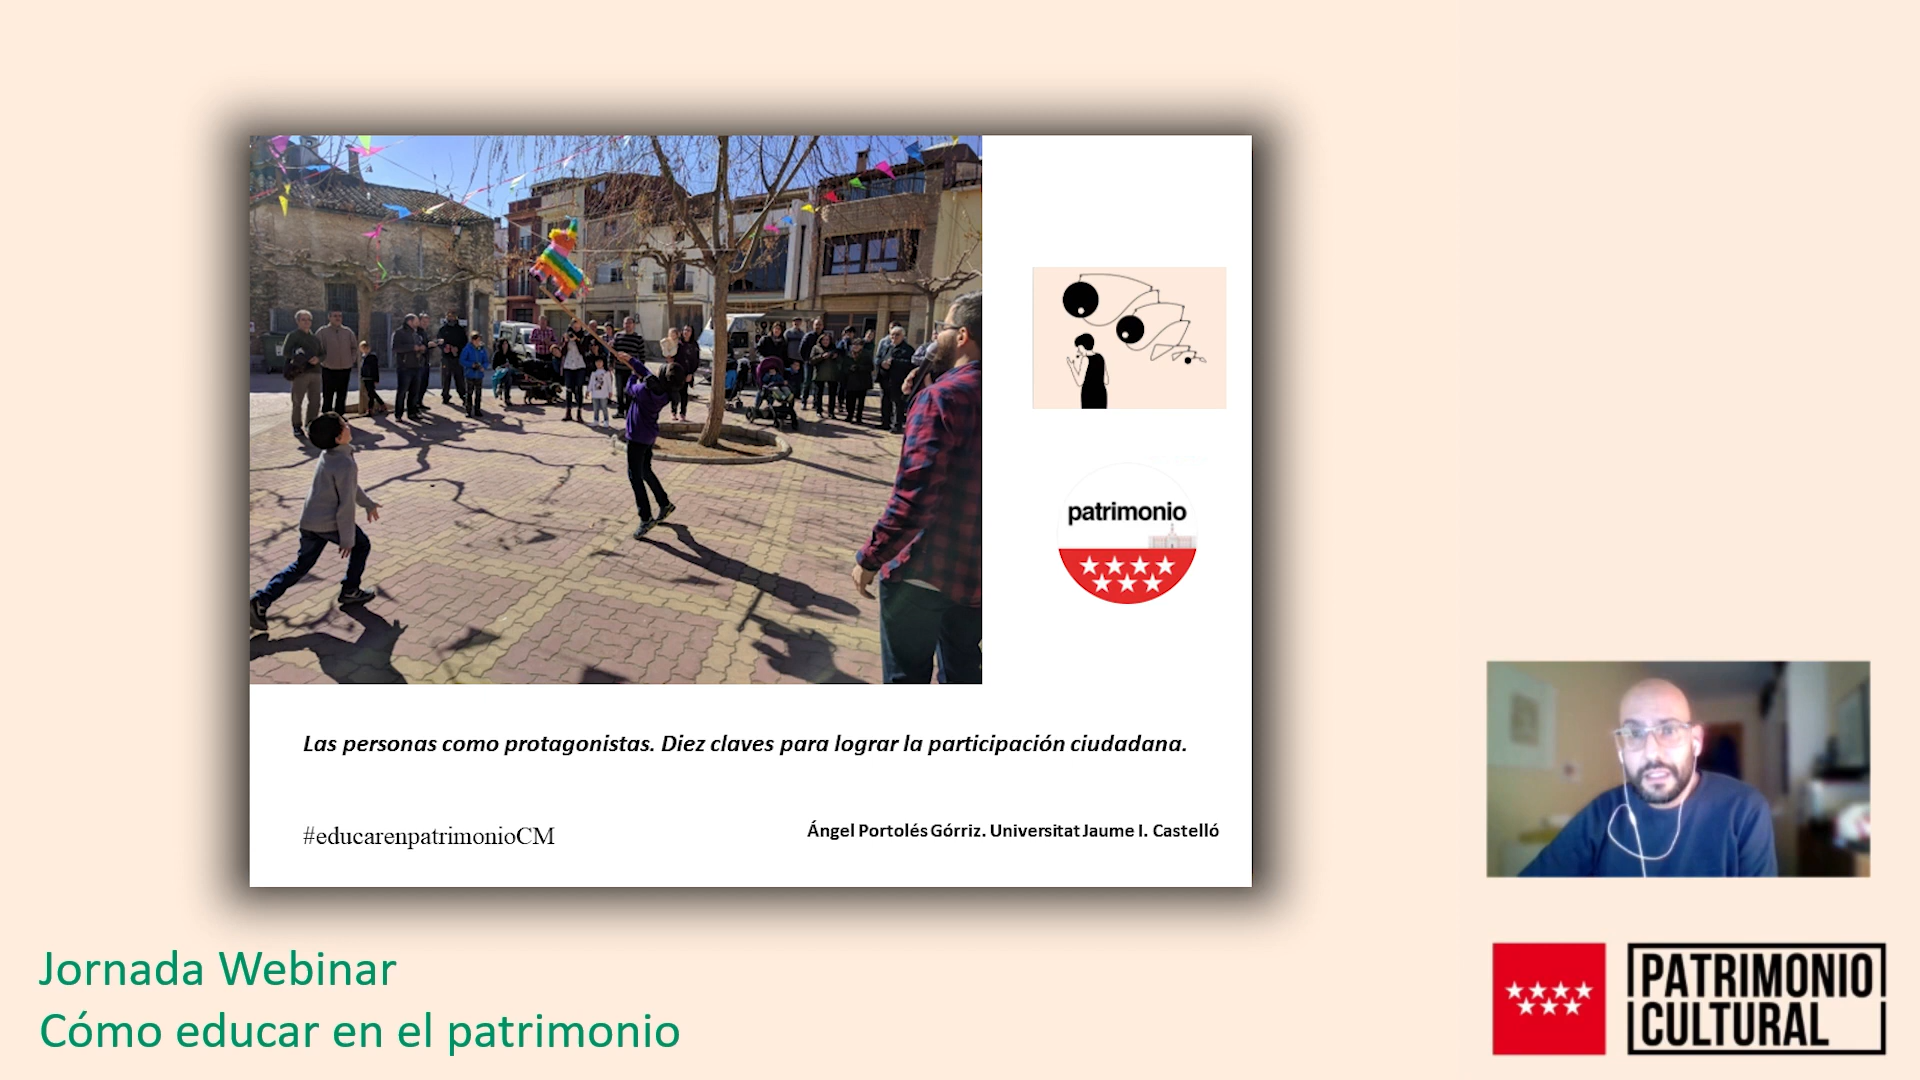 patrimonio
Las personas como protagonistas. Diez claves para lograr la participación ciudadana.
#educarenpatrimonioCM
Ángel Portolés Górriz. Universitat Jaume I. Castelló
Jornada Webinar
Cómo educar en el patrimonio
PATRIMONIO
CULTURAL